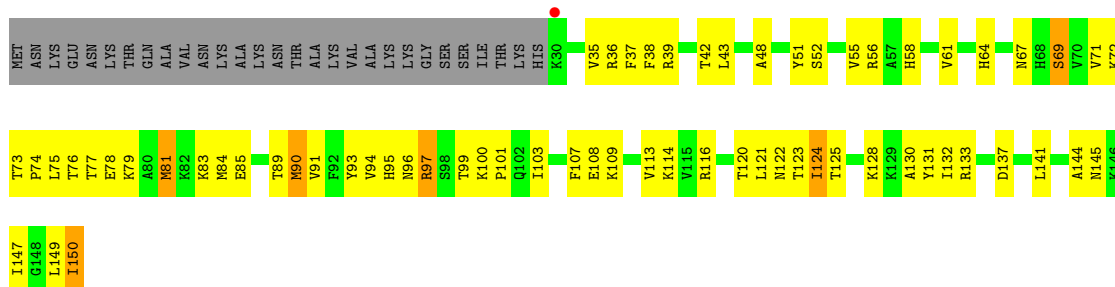 MET ASN LYS GLU ASN LYS THR GLN ALA VAL ASN LYS ALA LYS ASN THR ALA LYS VAL ALA LYS LYS GLY SER SER ILE THR LYS HIS K30 V35 R36 F37 F38 R39 T42 L43 A48 Y51 S52 V55 R56 A57 H58 V61 H64 N67 H68 S69 V70 V71 K72
T73 P74 L75 T76 T77 E78 K79 A80 M81 K82 K83 M84 E85 T89 M90 V91 F92 Y93 V94 H95 N96 R97 S98 T99 K100 P101 Q102 I103 F107 E108 K109 V113 K114 V115 R116 T120 L121 N122 T123 I124 T125 K128 K129 A130 Y131 I132 R133 D137 L141 A144 N145 K146
I147 G148 L149 I150